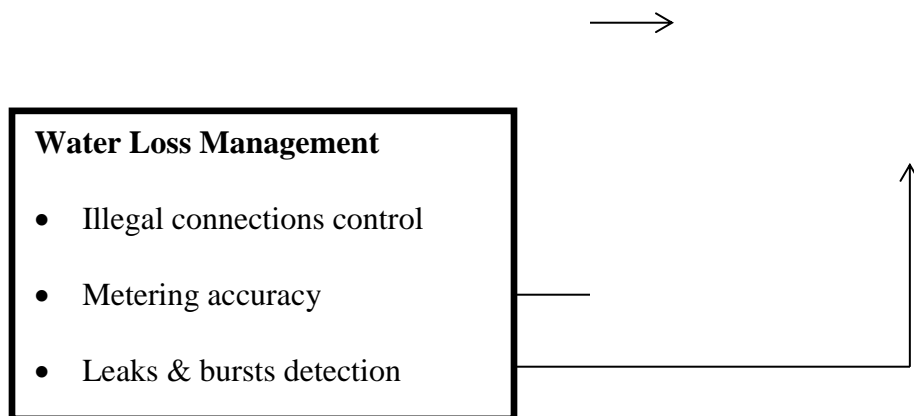 Water Loss Management
• Illegal connections control
• Metering accuracy
• Leaks & bursts detection